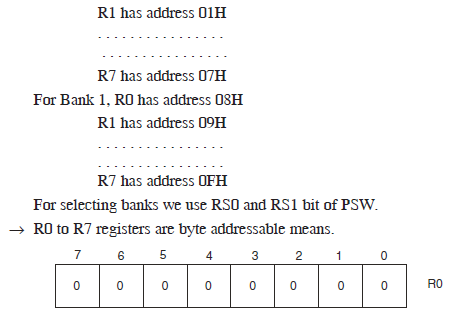 R1 has address 01H
. . . . . . . . . . . . . . . .
. . . . . . . . . . . . . . . .
R7 has address 07H
For Bank 1, R0 has address 08H
R1 has address 09H
. . . . . . . . . . . . . . . .
. . . . . . . . . . . . . . . .
R7 has address 0FH
For selecting banks we use RS0 and RS1 bit of PSW.
→ R0 to R7 registers are byte addressable means.
7 6 5 4 3 2 1 0
0 0 0 0 0 0 0 0 R0